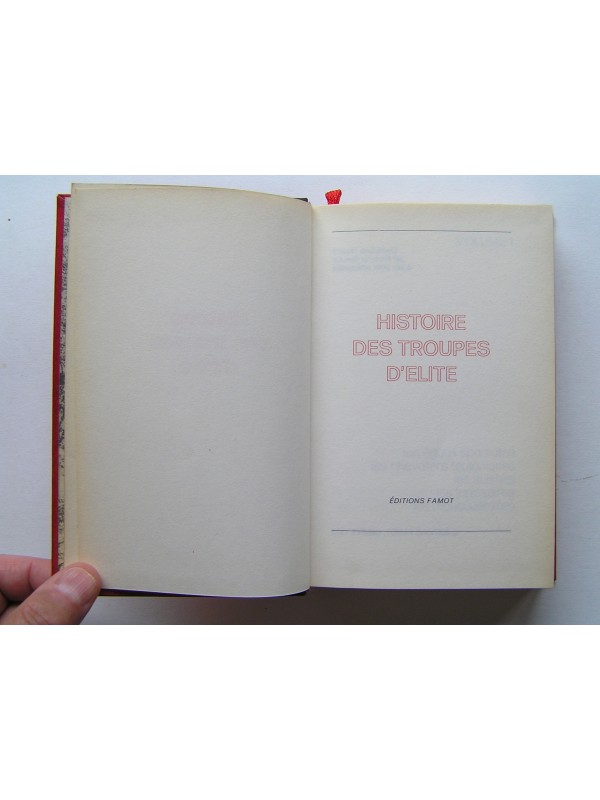 HISTOIRE
DES TROUPES
D'ELITE
ÉDITIONS FAMOT